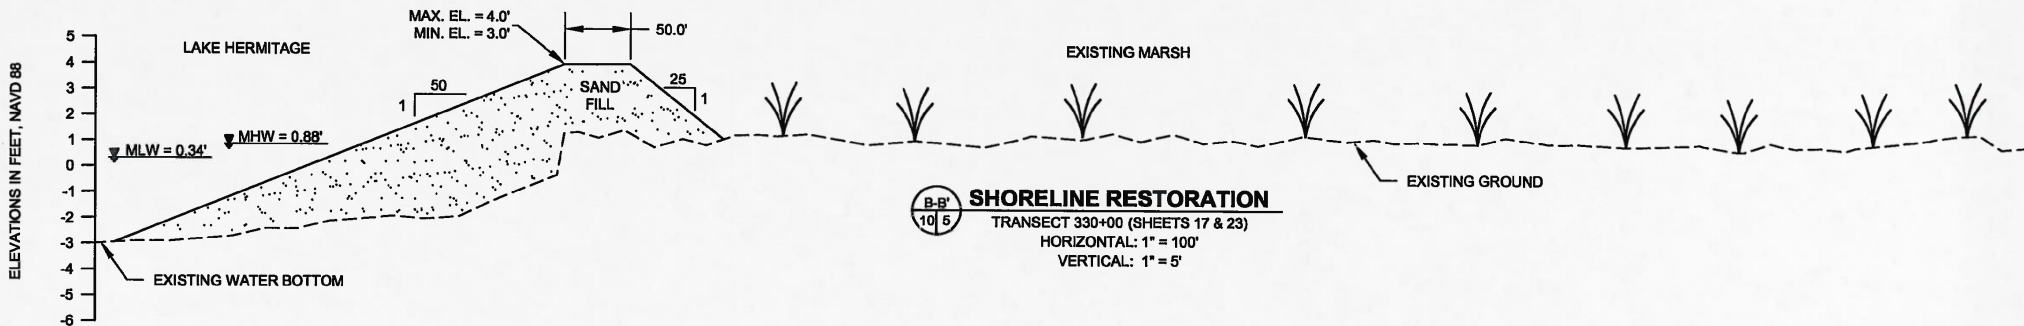 MAX. EL. = 4.0'
MIN. EL. = 3.0'
50.0'
LAKE HERMITAGE
EXISTING MARSH
ELEVATIONS IN FEET, NAVD 88
5
4
3
2
1
0
-1
-2
-3
-4
-5
-6
50
1
SAND
FILL
25
1
MHW = 0.88'
MLW = 0.34'
EXISTING GROUND
EXISTING WATER BOTTOM
B-B'
10 5
SHORELINE RESTORATION
TRANSECT 330+00 (SHEETS 17 & 23)
HORIZONTAL: 1" = 100'
VERTICAL: 1" = 5'